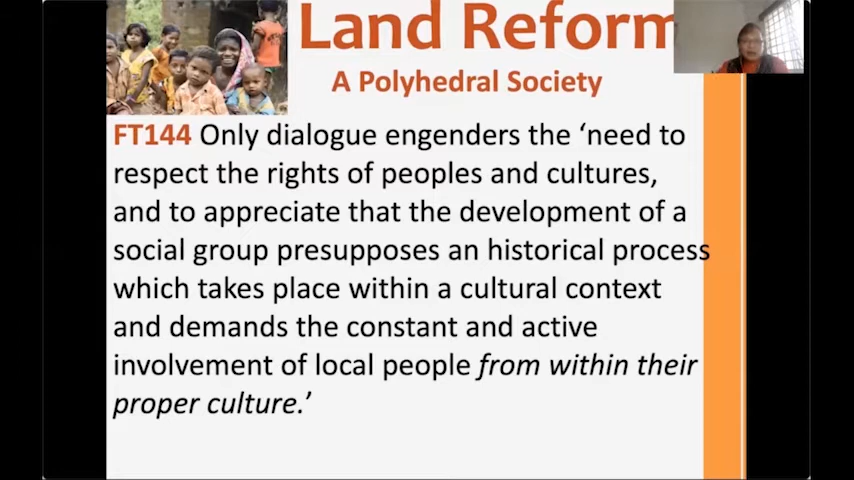 Land Reform
A Polyhedral Society
FT144 Only dialogue engenders the ‘need to
respect the rights of peoples and cultures,
and to appreciate that the development of a
social group presupposes an historical process
which takes place within a cultural context
and demands the constant and active
involvement of local people from within their
proper culture.’